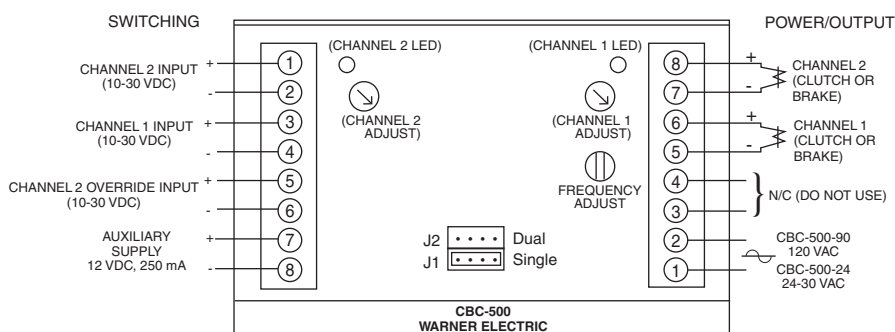 SWITCHING
POWER/OUTPUT
(CHANNEL 2 LED)
(CHANNEL 1 LED)
CHANNEL 2 INPUT
(10-30 VDC)
+
-
1
2
CHANNEL 1 INPUT
(10-30 VDC)
+
-
3
4
CHANNEL 2 OVERRIDE INPUT
(10-30 VDC)
+
-
5
6
AUXILIARY
SUPPLY
12 VDC, 250 mA
+
-
7
8
(CHANNEL 2
ADJUST)
(CHANNEL 1
ADJUST)
FREQUENCY
ADJUST
J2 Dual
J1 Single
8
7
+
-
CHANNEL 2
(CLUTCH OR
BRAKE)
6
5
+
-
CHANNEL 1
(CLUTCH OR
BRAKE)
4
3
N/C (DO NOT USE)
2
1
CBC-500-90
120 VAC
CBC-500-24
24-30 VAC
CBC-500
WARNER ELECTRIC